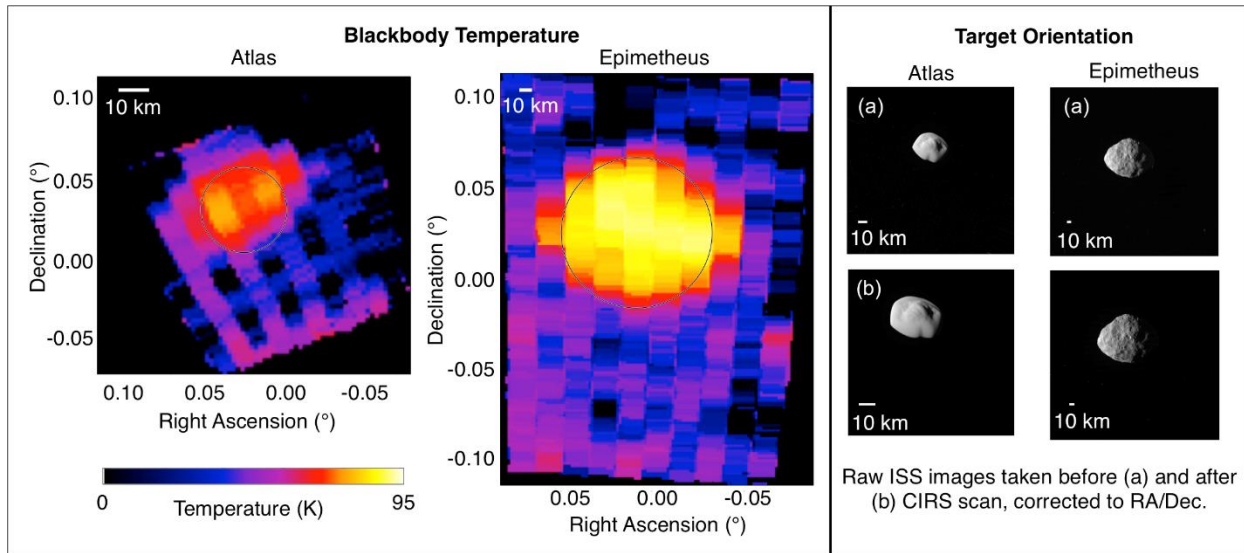 Blackbody Temperature
Atlas
Epimetheus
10 km
10 km
0.10
0.05
0.00
-0.05
Declination (°)
0.10
0.05
0.00
-0.05
Right Ascension (°)
0
95
Temperature (K)
0.10
0.05
0.00
-0.05
-0.10
Declination (°)
0.05
0.00
-0.05
Right Ascension (°)
Target Orientation
Atlas
Epimetheus
(a)
10 km
(a)
10 km
(b)
10 km
10 km
Raw ISS images taken before (a) and after
(b) CIRS scan, corrected to RA/Dec.